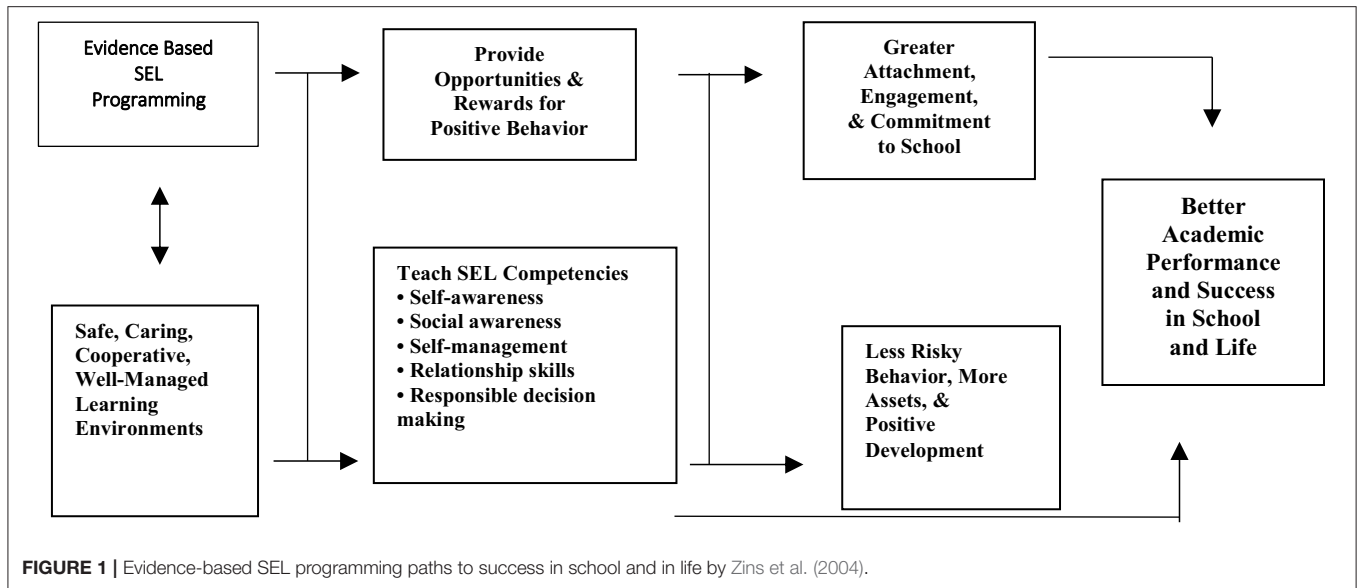 Evidence Based
SEL
Programming
Provide
Opportunities &
Rewards for
Positive Behavior
Greater
Attachment,
Engagement,
& Commitment
to School
Better
Academic
Performance
and Success
in School
and Life
Safe, Caring,
Cooperative,
Well-Managed
Learning
Environments
Teach SEL Competencies
• Self-awareness
• Social awareness
• Self-management
• Relationship skills
• Responsible decision
making
Less Risky
Behavior, More
Assets, &
Positive
Development
FIGURE 1 | Evidence-based SEL programming paths to success in school and in life by Zins et al. (2004).